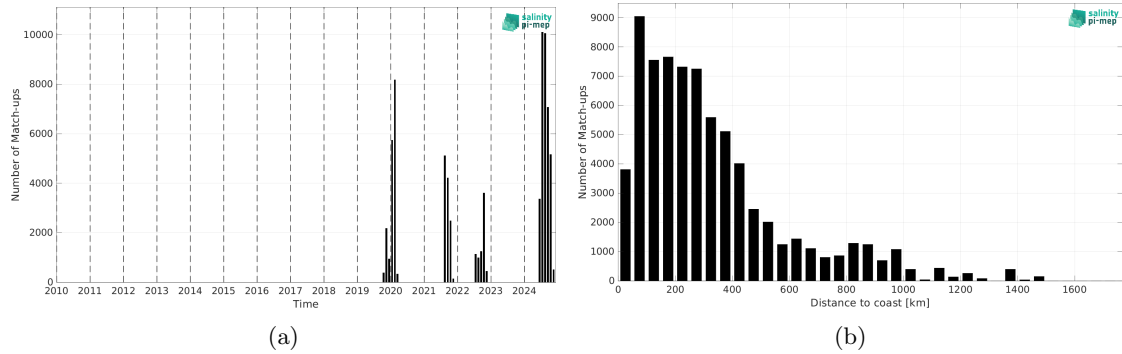 salinity
pi-mep
10000
8000
6000
4000
2000
0
Number of Match-ups
2010 2011 2012 2013 2014 2015 2016 2017 2018 2019 2020 2021 2022 2023 2024
Time
(a)
salinity
pi-mep
9000
8000
7000
6000
5000
4000
3000
2000
1000
0
Number of Match-ups
0 200 400 600 800 1000 1200 1400 1600
Distance to coast [km]
(b)